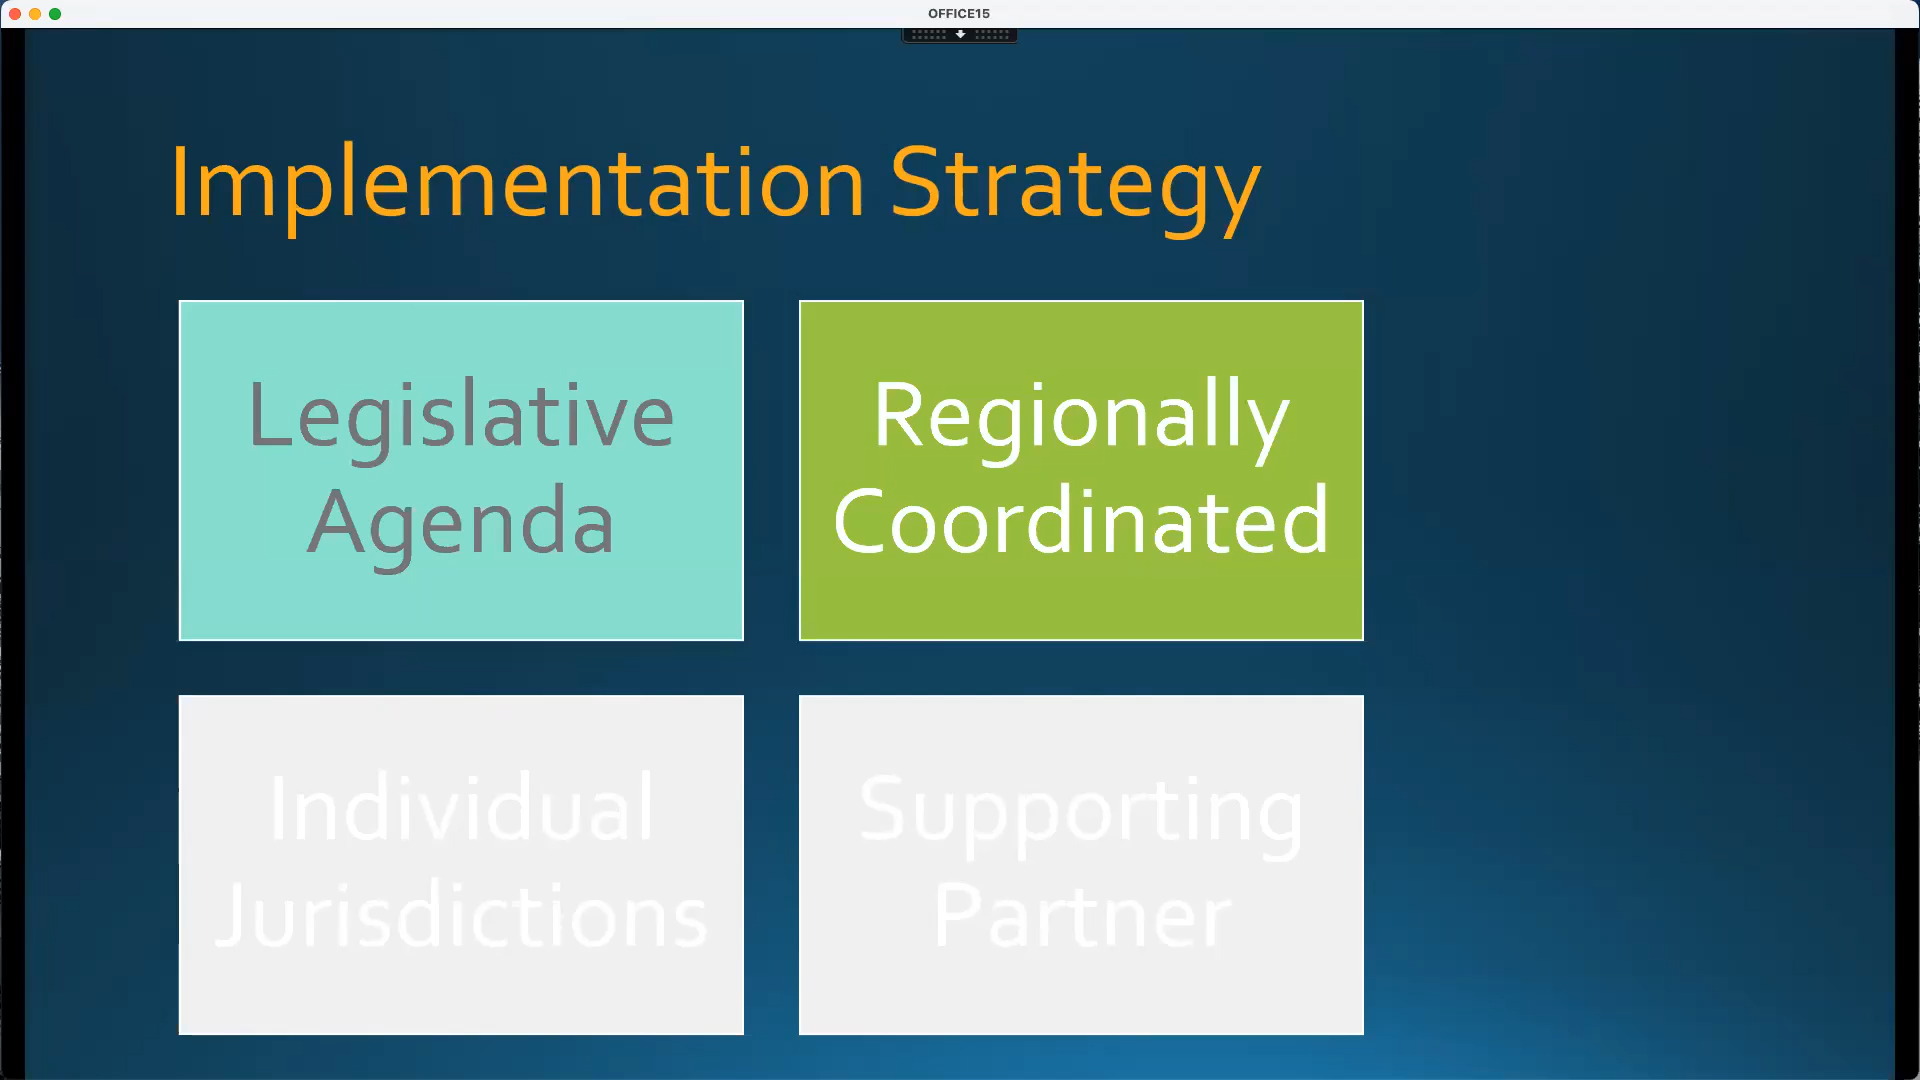 OFFICE15
Implementation Strategy
Legislative
Agenda
Regionally
Coordinated
Individual
Jurisdictions
Supporting
Partner